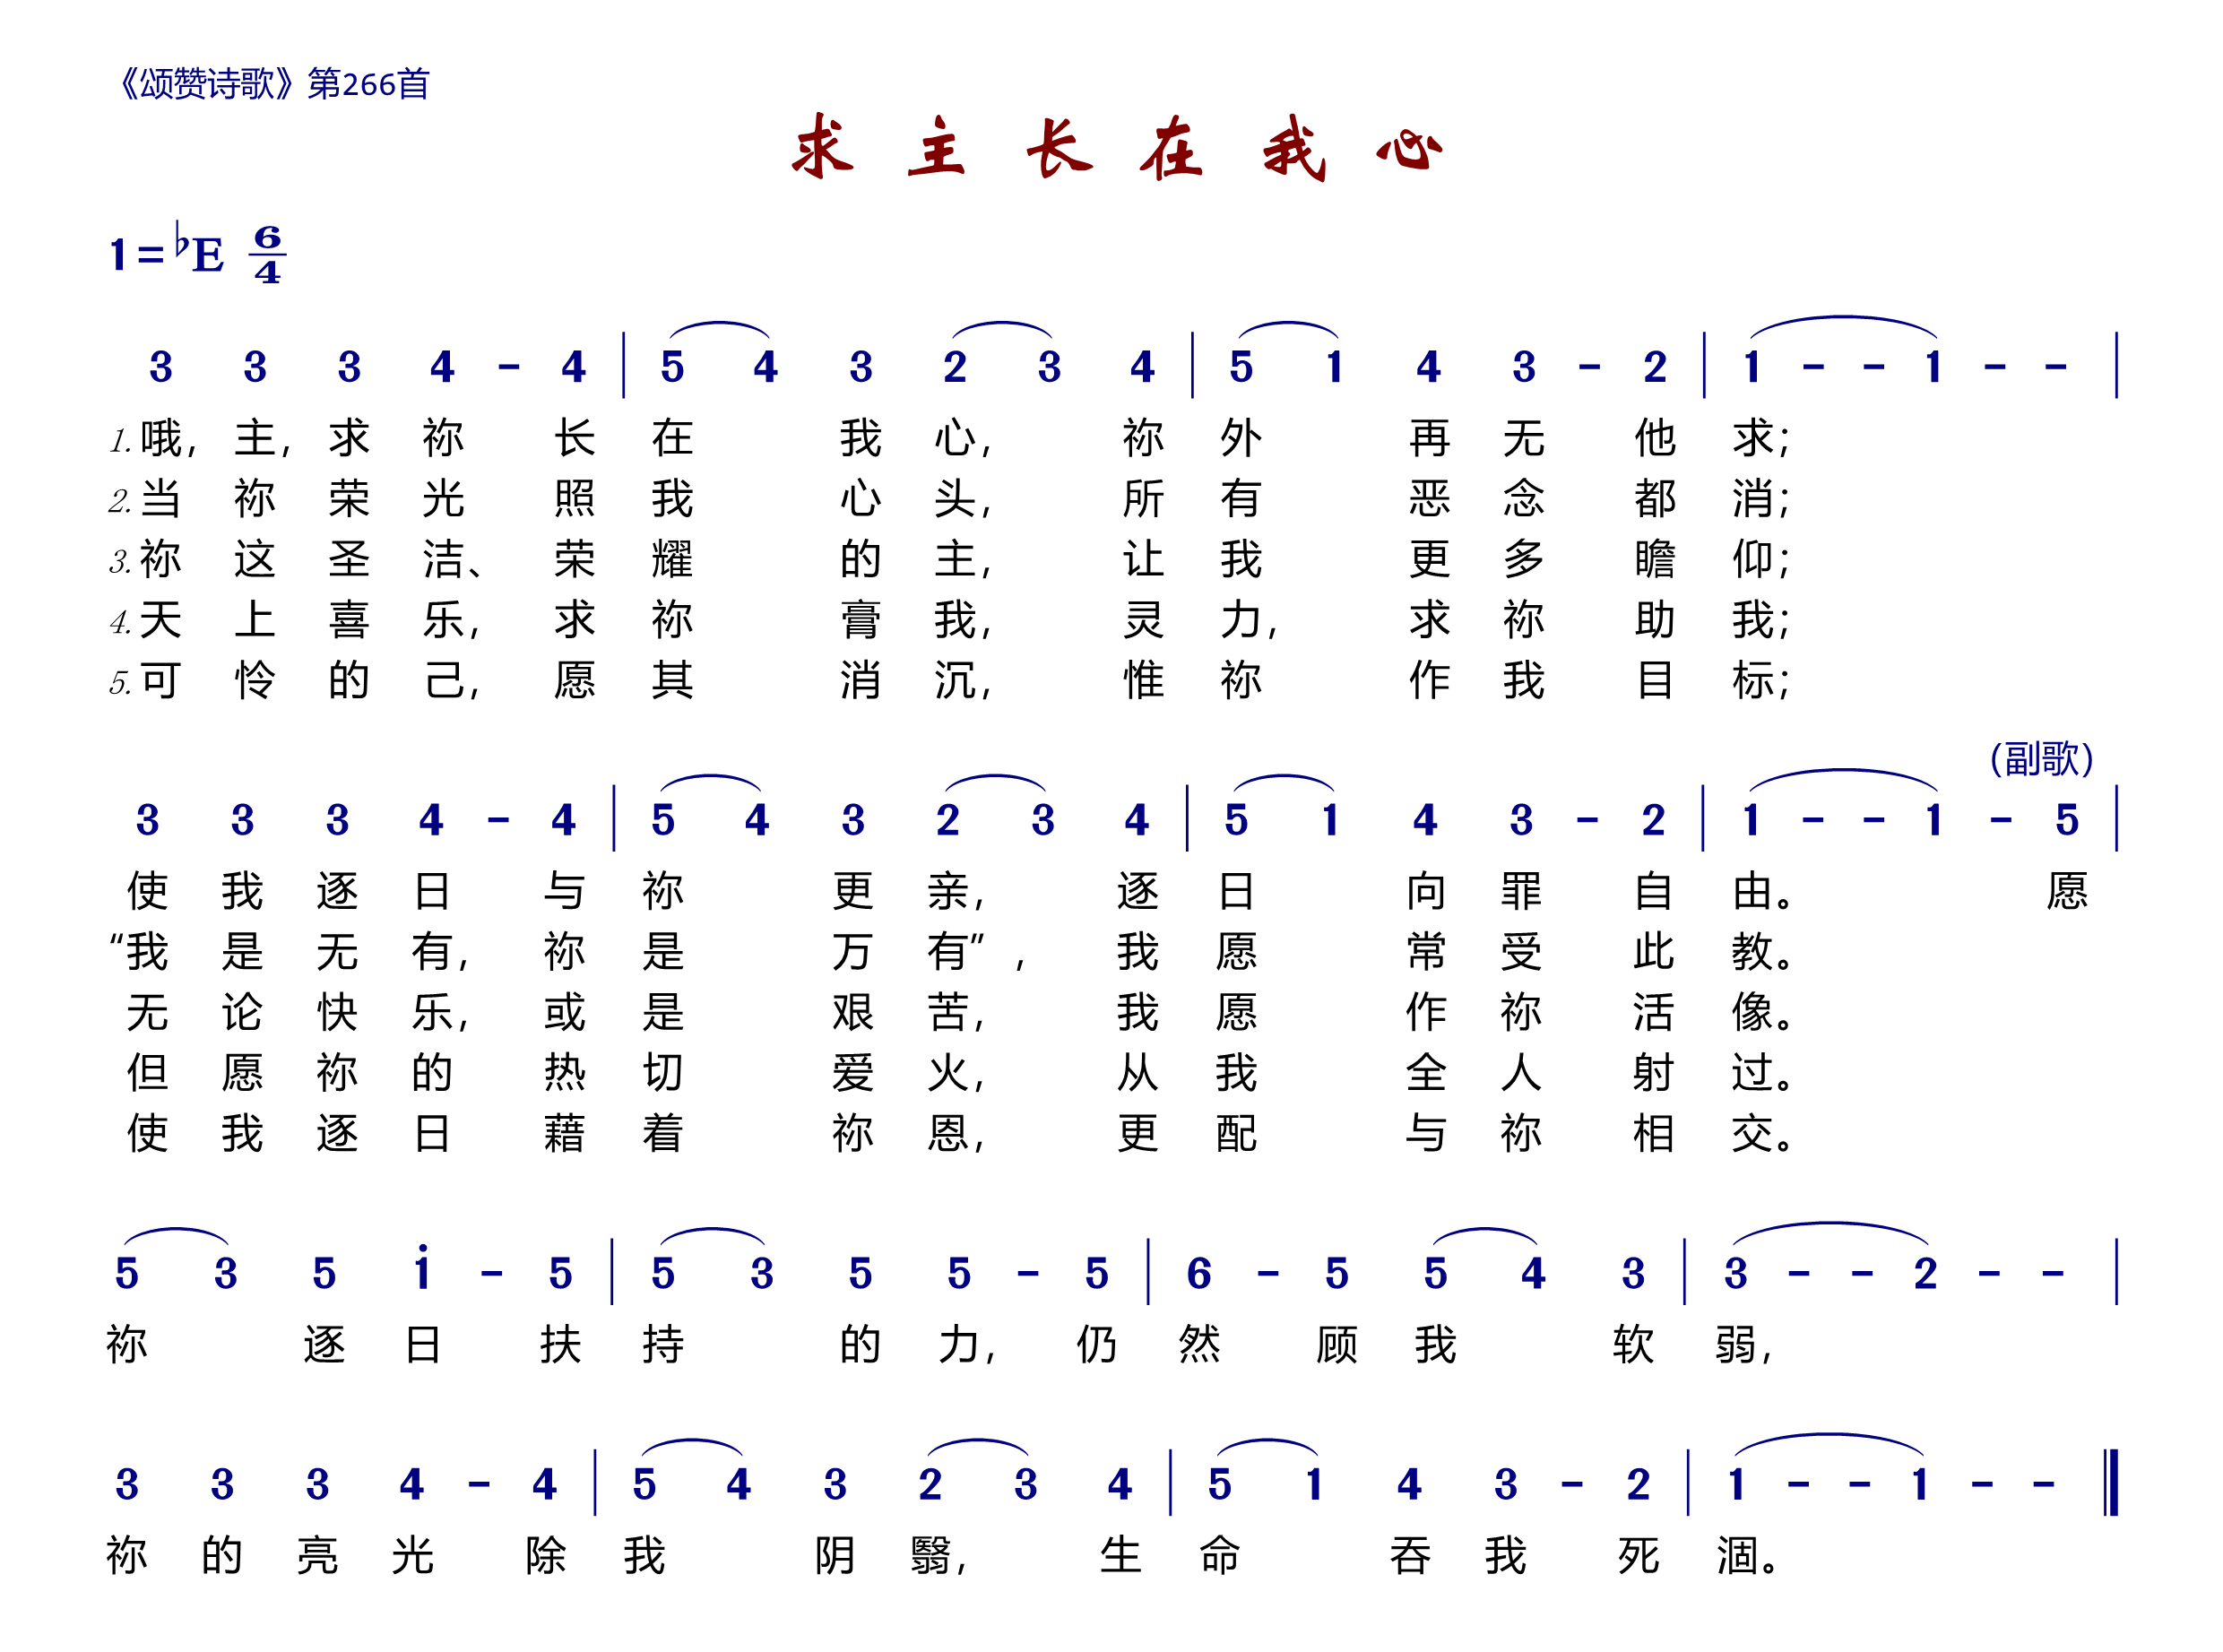 《颂赞诗歌》第266首
求主长在我心
1=♭E 6/4
3 3 3 4 - 4 | 5 4 3 2 3 4 | 5 1 4 3 - 2 | 1 - - 1 - - |
1.哦，主，求祢长在我心，祢外再无他求；
2.当祢荣光照我心头，所有恶念都消；
3.祢这圣洁、荣耀的主，让我更多瞻仰；
4.天上喜乐，求祢膏我，灵力，求祢助我；
5.可怜的己，愿其消沉，惟祢作我目标；
(副歌)
3 3 3 4 - 4 | 5 4 3 2 3 4 | 5 1 4 3 - 2 | 1 - - 1 - 5 |
使我逐日与祢更亲，逐日向罪自由。愿
“我是无有，祢是万有”，我愿常受此教。
无论快乐，或是艰苦，我愿作祢活像。
但愿祢的热切爱火，从我全人射过。
使我逐日藉着祢恩，更配与祢相交。
5 3 5 i - 5 | 5 3 5 5 - 5 | 6 - 5 5 4 3 | 3 - - 2 - - |
祢逐日扶持的力，仍然顾我软弱，
3 3 3 4 - 4 | 5 4 3 2 3 4 | 5 1 4 3 - 2 | 1 - - 1 - - ‖
祢的亮光除我阴翳，生命吞我死涸。